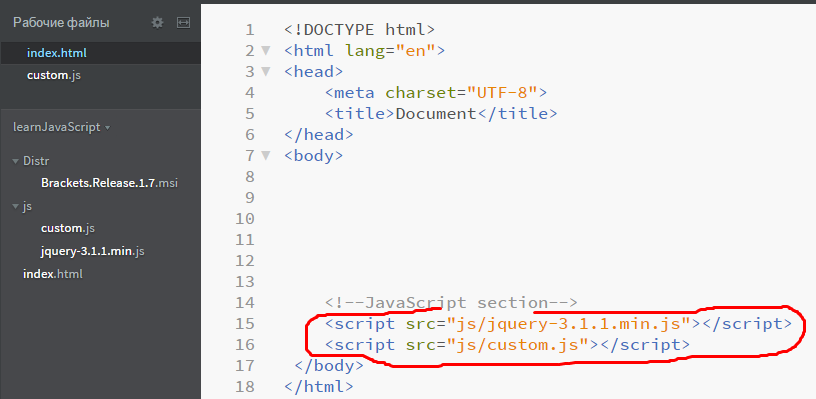 Рабочие файлы
index.html
custom.js
learnJavaScript
Distr
Brackets.Release.1.7.msi
js
custom.js
jquery-3.1.1.min.js
index.html
1 <!DOCTYPE html>
2 <html lang="en">
3 <head>
4 <meta charset="UTF-8">
5 <title>Document</title>
6 </head>
7 <body>
8
9
10
11
12
13
14 <!--JavaScript section-->
15 <script src="js/jquery-3.1.1.min.js"></script>
16 <script src="js/custom.js"></script>
17 </body>
18 </html>